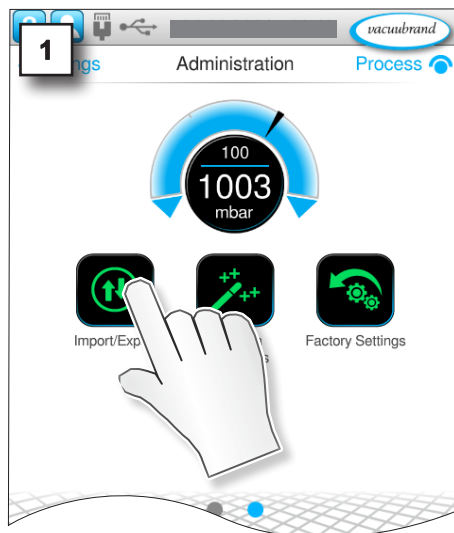 vacuubrand
1
ngs
Administration
Process
100
1003
mbar
Import/Exp
Factory Settings
s